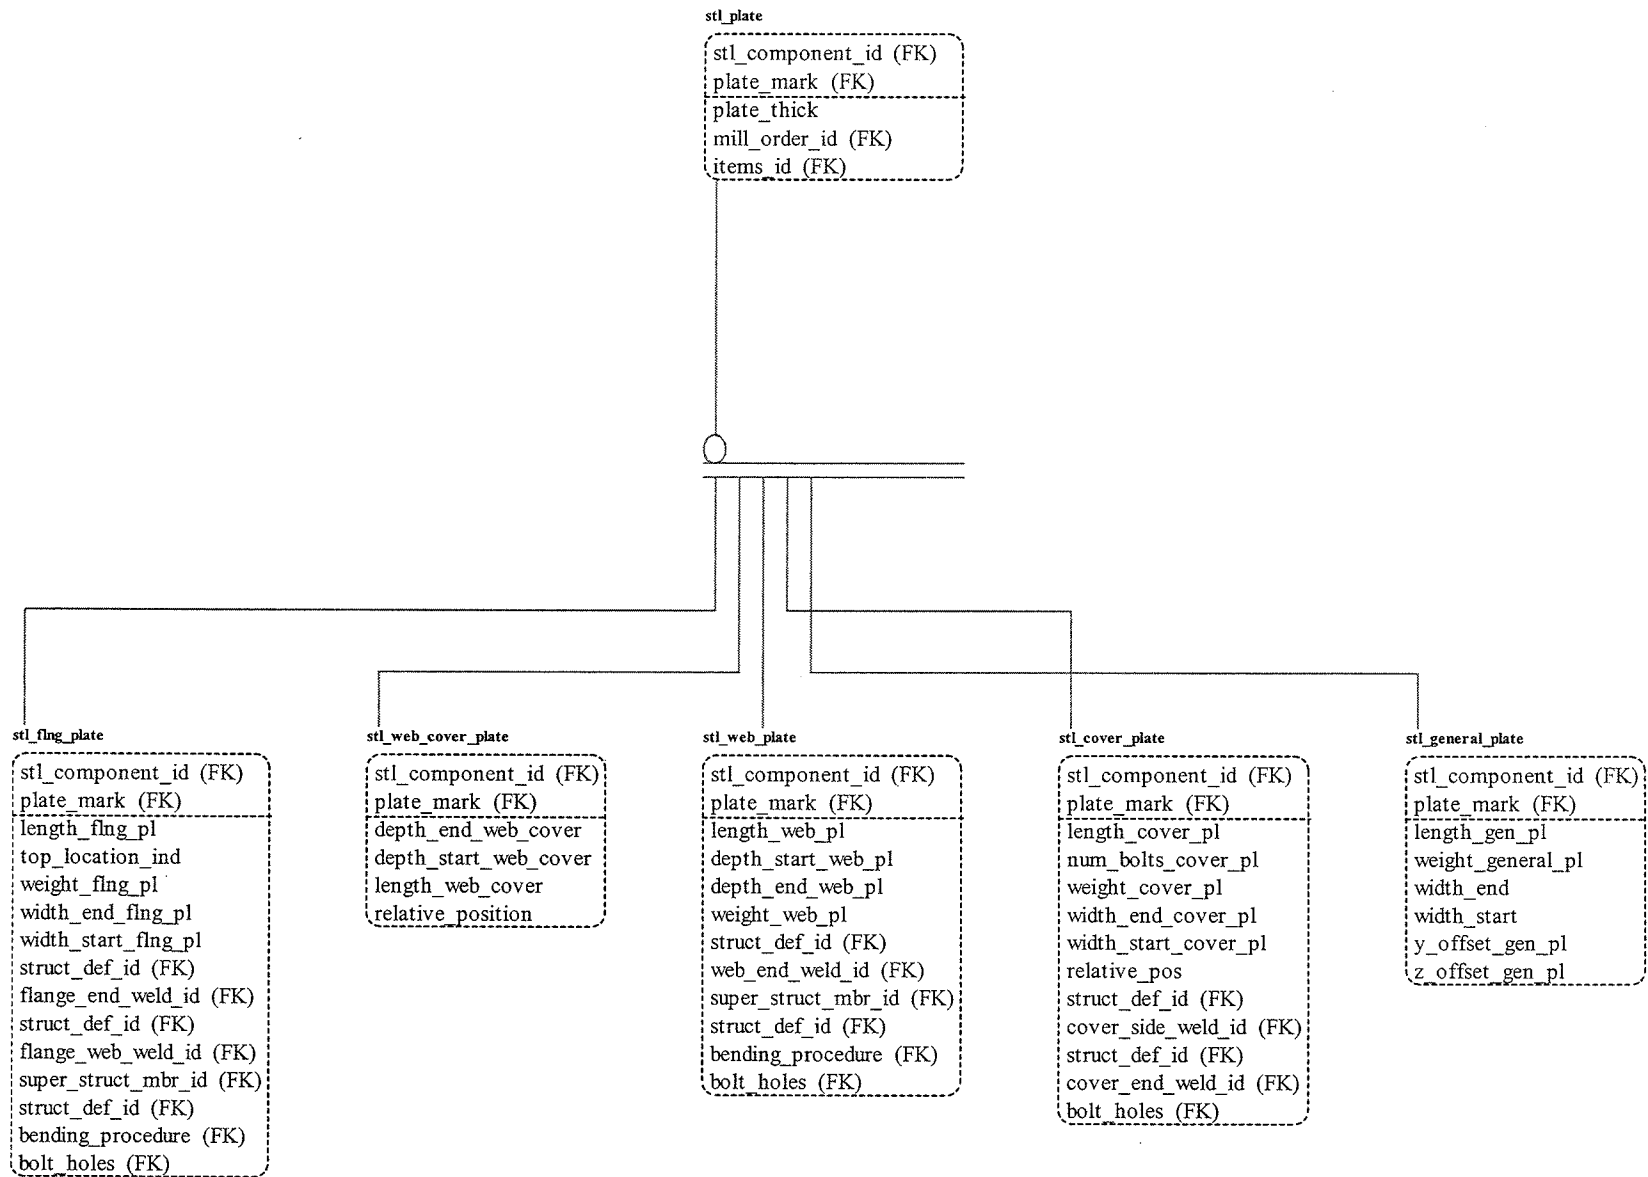 stl_plate
stl_component_id (FK)
plate_mark (FK)
plate_thick
mill_order_id (FK)
items_id (FK)
stl_flng_plate
stl_component_id (FK)
plate_mark (FK)
length_flng_pl
top_location_ind
weight_flng_pl
width_end_flng_pl
width_start_flng_pl
struct_def_id (FK)
flange_end_weld_id (FK)
struct_def_id (FK)
flange_web_weld_id (FK)
super_struct_mbr_id (FK)
struct_def_id (FK)
bending_procedure (FK)
bolt_holes (FK)
stl_web_cover_plate
stl_component_id (FK)
plate_mark (FK)
depth_end_web_cover
depth_start_web_cover
length_web_cover
relative_position
stl_web_plate
stl_component_id (FK)
plate_mark (FK)
length_web_pl
depth_start_web_pl
depth_end_web_pl
weight_web_pl
struct_def_id (FK)
web_end_weld_id (FK)
super_struct_mbr_id (FK)
struct_def_id (FK)
bending_procedure (FK)
bolt_holes (FK)
stl_cover_plate
stl_component_id (FK)
plate_mark (FK)
length_cover_pl
num_bolts_cover_pl
weight_cover_pl
width_end_cover_pl
width_start_cover_pl
relative_pos
struct_def_id (FK)
cover_side_weld_id (FK)
struct_def_id (FK)
cover_end_weld_id (FK)
bolt_holes (FK)
stl_general_plate
stl_component_id (FK)
plate_mark (FK)
length_gen_pl
weight_general_pl
width_end
width_start
y_offset_gen_pl
z_offset_gen_pl